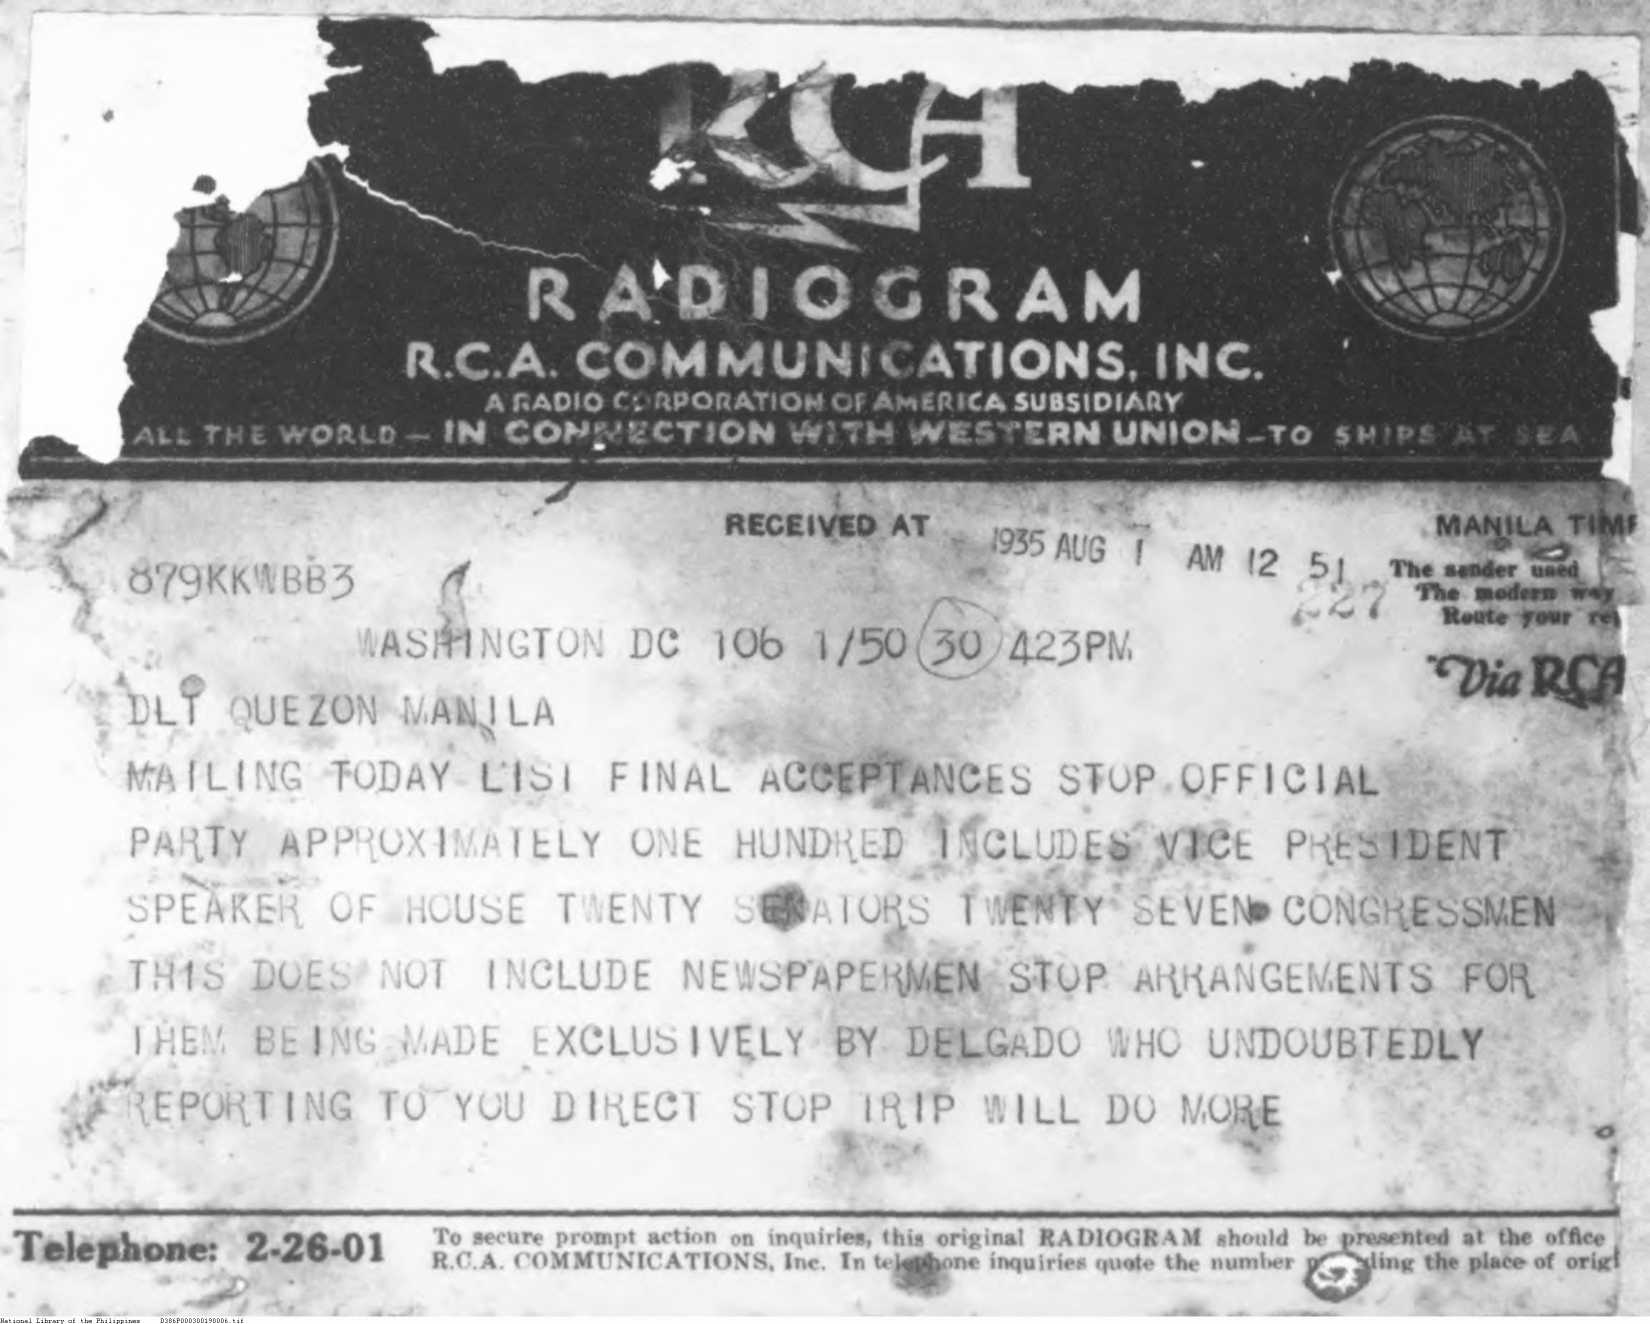 RCA
RADIOGRAM
R.C.A. COMMUNICATIONS, INC.
A RADIO CORPORATION OF AMERICA SUBSIDIARY
ALL THE WORLD — IN CONNECTION WITH WESTERN UNION — TO SHIPS AT SEA
RECEIVED AT 1935 AUG 1 AM 12 51 MANILA
The sender used
The modern way
Route your
227
Via RCA
879KKWBB3
WASHINGTON DC 106 1/50 30 423PM
DLT QUEZON MANILA
MAILING TODAY LIST FINAL ACCEPTANCES STOP OFFICIAL
PARTY APPROXIMATELY ONE HUNDRED INCLUDES VICE PRESIDENT
SPEAKER OF HOUSE TWENTY SENATORS TWENTY SEVEN CONGRESSMEN
THIS DOES NOT INCLUDE NEWSPAPERMEN STOP ARRANGEMENTS FOR
THEM BEING MADE EXCLUSIVELY BY DELGADO WHO UNDOUBTEDLY
REPORTING TO YOU DIRECT STOP TRIP WILL DO MORE
Telephone: 2-26-01
To secure prompt action on inquiries, this original RADIOGRAM should be presented at the office
R.C.A. COMMUNICATIONS, Inc. In telephone inquiries quote the number preceding the place of
National Library of the Philippines D386P000300190006.tif